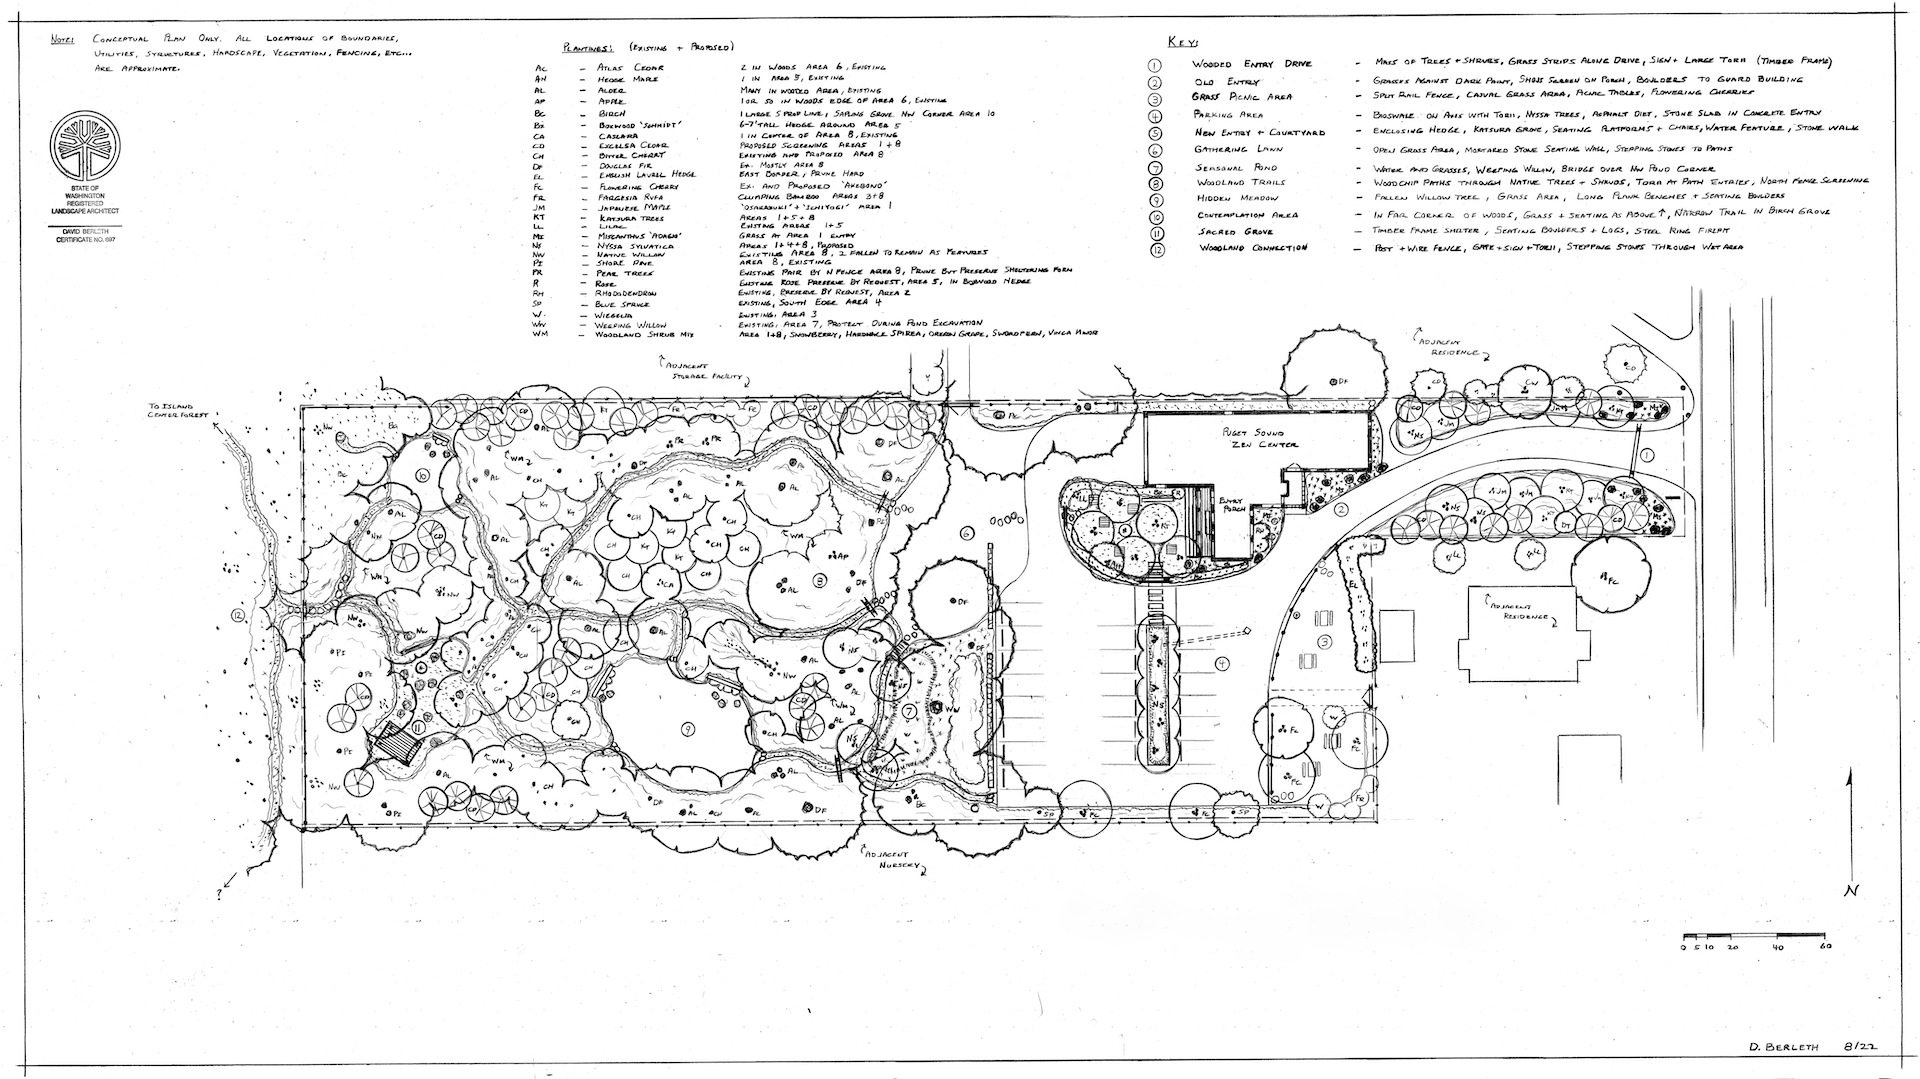 NOTE: CONCEPTUAL PLAN ONLY. ALL LOCATIONS OF BOUNDARIES,
UTILITIES, STRUCTURES, HARDSCAPE, VEGETATION, FENCING, ETC...
ARE APPROXIMATE.
STATE OF
WASHINGTON
REGISTERED
LANDSCAPE ARCHITECT
DAVID BERLETH
CERTIFICATE NO. 697
PLANTINGS: (EXISTING + PROPOSED)
AC - ATLAS CEDAR 2 IN WOODS AREA 6, EXISTING
AN - HEDGE MAPLE 1 IN AREA 5, EXISTING
AL - ALDER MANY IN WOODED AREA, EXISTING
AP - APPLE 1 OR SO IN WOODS EDGE OF AREA 6, EXISTING
BC - BIRCH 1 LARGE S PROP LINE, SAPLING GROVE NW CORNER AREA 10
BX - BOXWOOD 'SCHMIDT' 6-7' TALL HEDGE AROUND AREA 5
CA - CASCARA 1 IN CENTER OF AREA 8, EXISTING
CD - EXCELSA CEDAR PROPOSED SCREENING AREAS 1+8
CH - BITTER CHERRY EXISTING AND PROPOSED AREA 8
DF - DOUGLAS FIR EX. MOSTLY AREA 8
EL - ENGLISH LAUREL HEDGE EAST BORDER, PRUNE HARD
FC - FLOWERING CHERRY EX. AND PROPOSED 'AKEBONO'
FR - FARGESIA RUFA CLUMPING BAMBOO AREAS 3+8
JM - JAPANESE MAPLE 'OSAKAZUKI' + 'ICHIYOGI' AREA 1
KT - KATSURA TREES AREAS 1+5+8
LL - LILAC EXISTING AREAS 1+5
MS - MISCANTHUS 'ADAGIO' GRASS AT AREA 1 ENTRY
NS - NYSSA SYLVATICA AREAS 1+4+8, PROPOSED
NW - NATIVE WILLOW EXISTING AREA 8, 2 FALLEN TO REMAIN AS FEATURES
PI - SHORE PINE AREA 8, EXISTING
PR - PEAR TREES EXISTING PAIR BY N FENCE AREA 8, PRUNE BUT PRESERVE SHELTERING FORM
R - ROSE EXISTING ROSE PRESERVE BY REQUEST, AREA 5, IN BOXWOOD HEDGE
RH - RHODODENDRON EXISTING, PRESERVE BY REQUEST, AREA 2
SP - BLUE SPRUCE EXISTING, SOUTH EDGE AREA 4
W. - WIEGELIA EXISTING, AREA 3
WW - WEEPING WILLOW EXISTING, AREA 7, PROTECT DURING POND EXCAVATION
WM - WOODLAND SHRUB MIX AREA 1+8, SNOWBERRY, HARDHACK SPIREA, OREGON GRAPE, SWORDFERN, VINCA MINOR
KEY:
1 WOODED ENTRY DRIVE - MASS OF TREES + SHRUBS, GRASS STRIPS ALONG DRIVE, SIGN + LARGE TORII (TIMBER FRAME)
2 OLD ENTRY - GRASSES AGAINST DARK PAINT, SHOJI SCREEN ON PORCH, BOULDERS TO GUARD BUILDING
3 GRASS PICNIC AREA - SPLIT RAIL FENCE, CASUAL GRASS AREA, PICNIC TABLES, FLOWERING CHERRIES
4 PARKING AREA - BIOSWALE ON AXIS WITH TORII, NYSSA TREES, ASPHALT DIET, STONE SLAB IN CONCRETE ENTRY
5 NEW ENTRY + COURTYARD - ENCLOSING HEDGE, KATSURA GROVE, SEATING PLATFORMS + CHAIRS, WATER FEATURE, STONE WALK
6 GATHERING LAWN - OPEN GRASS AREA, MORTARED STONE SEATING WALL, STEPPING STONES TO PATHS
7 SEASONAL POND - WATER AND GRASSES, WEEPING WILLOW, BRIDGE OVER NW POND CORNER
8 WOODLAND TRAILS - WOODCHIP PATHS THROUGH NATIVE TREES + SHRUBS, TORII AT PATH ENTRIES, NORTH FENCE SCREENING
9 HIDDEN MEADOW - FALLEN WILLOW TREE, GRASS AREA, LONG PLANK BENCHES + SEATING BOULDERS
10 CONTEMPLATION AREA - IN FAR CORNER OF WOODS, GRASS + SEATING AS ABOVE ↑, NARROW TRAIL IN BIRCH GROVE
11 SACRED GROVE - TIMBER FRAME SHELTER, SEATING BOULDERS + LOGS, STEEL RING FIREPIT
12 WOODLAND CONNECTION - POST + WIRE FENCE, GATE + SIGN + TORII, STEPPING STONES THROUGH WET AREA
ADJACENT
STORAGE FACILITY
ADJACENT
RESIDENCE
TO ISLAND
CENTER FOREST
PUGET SOUND
ZEN CENTER
ENTRY
PORCH
ADJACENT
RESIDENCE
ADJACENT
NURSERY
?
N
0 5 10 20 40 60
D. BERLETH 8/22